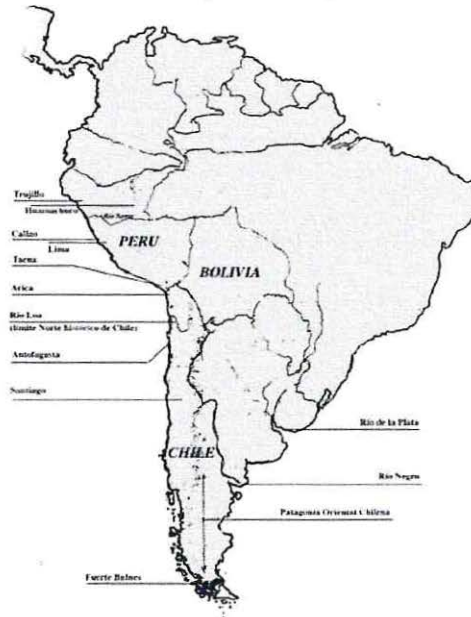 Trujillo
Huamachuco
Callao
Lima
PERU
Tacna
BOLIVIA
Arica
Río Loa
(límite Norte histórico de Chile)
Antofagasta
Santiago
Río de la Plata
CHILE
Río Negro
Patagonia Oriental Chilena
Fuerte Bulnes